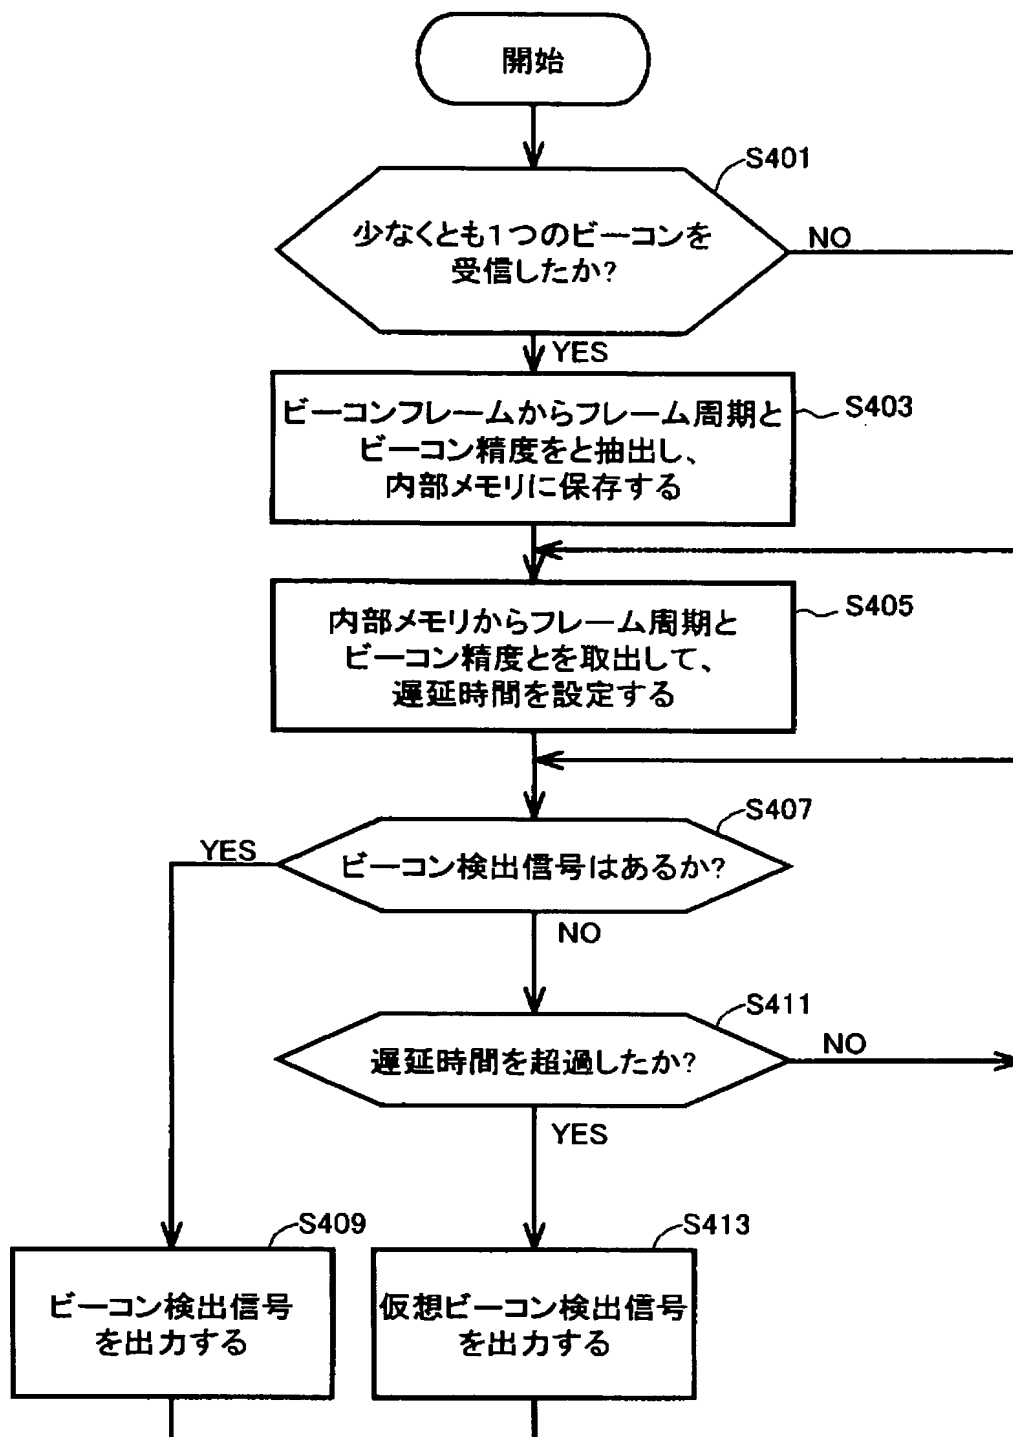 開始
S401
少なくとも1つのビーコンを
受信したか?
NO
YES
S403
ビーコンフレームからフレーム周期と
ビーコン精度をと抽出し、
内部メモリに保存する
S405
内部メモリからフレーム周期と
ビーコン精度とを取出して、
遅延時間を設定する
S407
YES
ビーコン検出信号はあるか?
NO
S411
遅延時間を超過したか?
NO
YES
S409
S413
ビーコン検出信号
を出力する
仮想ビーコン検出信号
を出力する